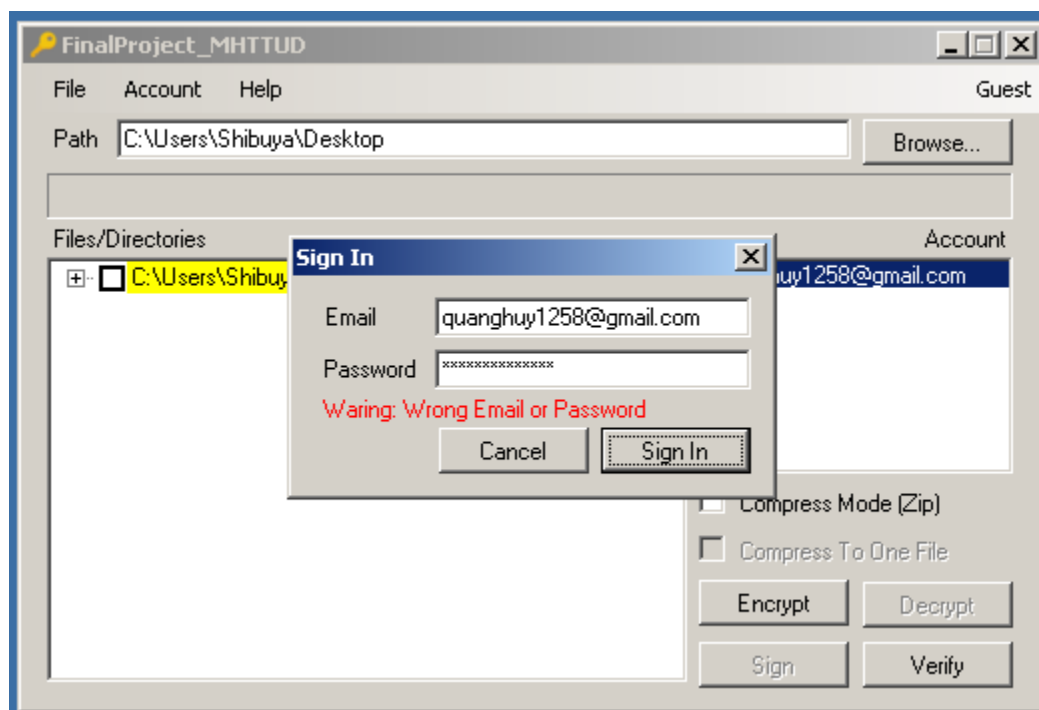 FinalProject_MHTTUD
File Account Help Guest
Path C:\Users\Shibuya\Desktop Browse...
Files/Directories Account
C:\Users\Shibuy
uy1258@gmail.com
Sign In
Email quanghuy1258@gmail.com
Password **************
Waring: Wrong Email or Password
Cancel Sign In
Compress Mode (Zip)
Compress To One File
Encrypt Decrypt
Sign Verify